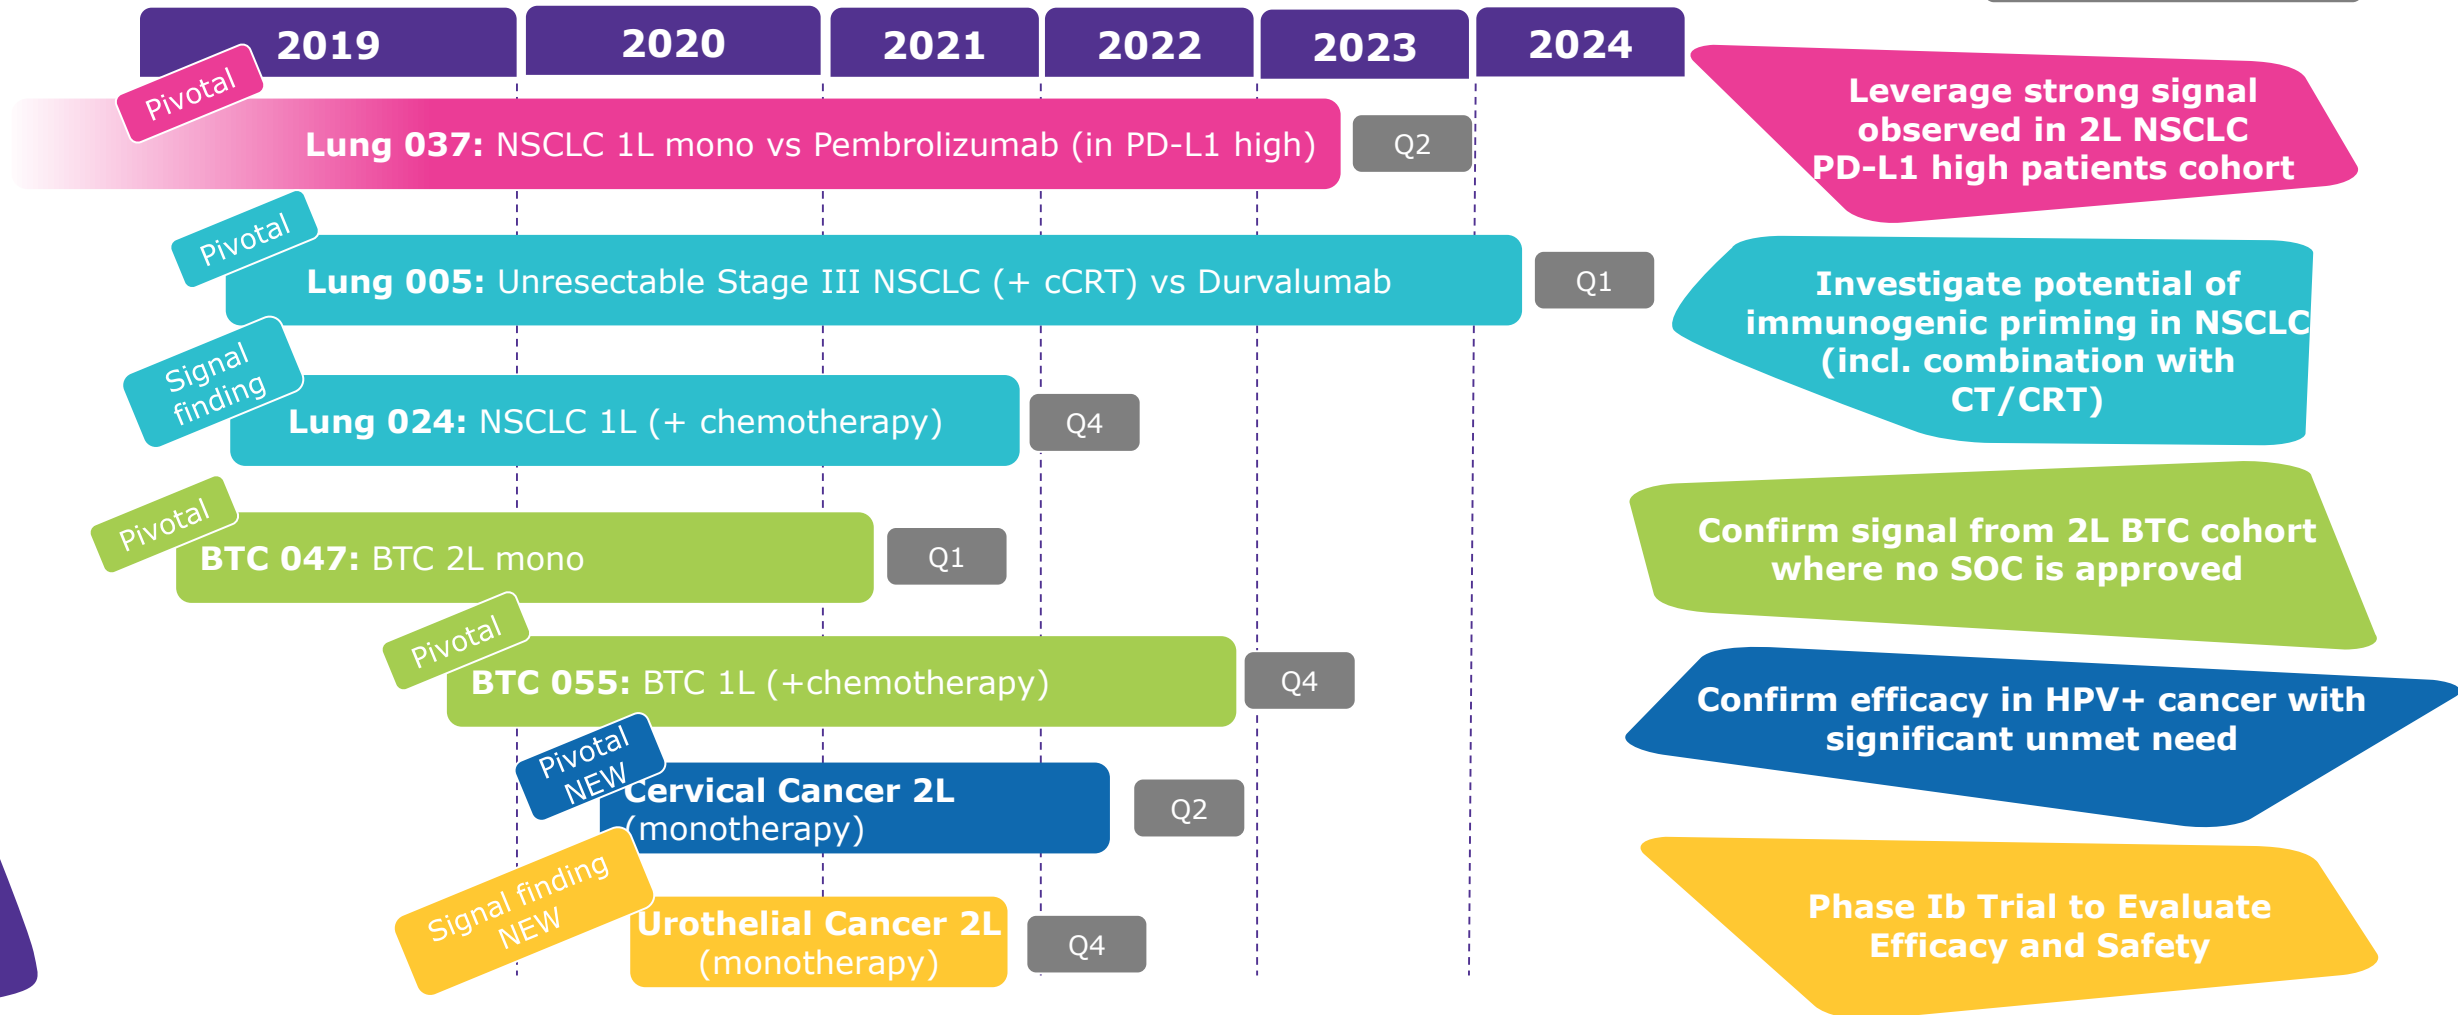 2019
2020
2021
2022
2023
2024
Pivotal
Lung 037: NSCLC 1L mono vs Pembrolizumab (in PD-L1 high)
Q2
Leverage strong signal
observed in 2L NSCLC
PD-L1 high patients cohort
Pivotal
Lung 005: Unresectable Stage III NSCLC (+ cCRT) vs Durvalumab
Q1
Investigate potential of
immunogenic priming in NSCLC
(incl. combination with
CT/CRT)
Signal
finding
Lung 024: NSCLC 1L (+ chemotherapy)
Q4
Pivotal
BTC 047: BTC 2L mono
Q1
Confirm signal from 2L BTC cohort
where no SOC is approved
Pivotal
BTC 055: BTC 1L (+chemotherapy)
Q4
Pivotal
NEW
Cervical Cancer 2L
(monotherapy)
Q2
Confirm efficacy in HPV+ cancer with
significant unmet need
Signal finding
NEW
Urothelial Cancer 2L
(monotherapy)
Q4
Phase Ib Trial to Evaluate
Efficacy and Safety